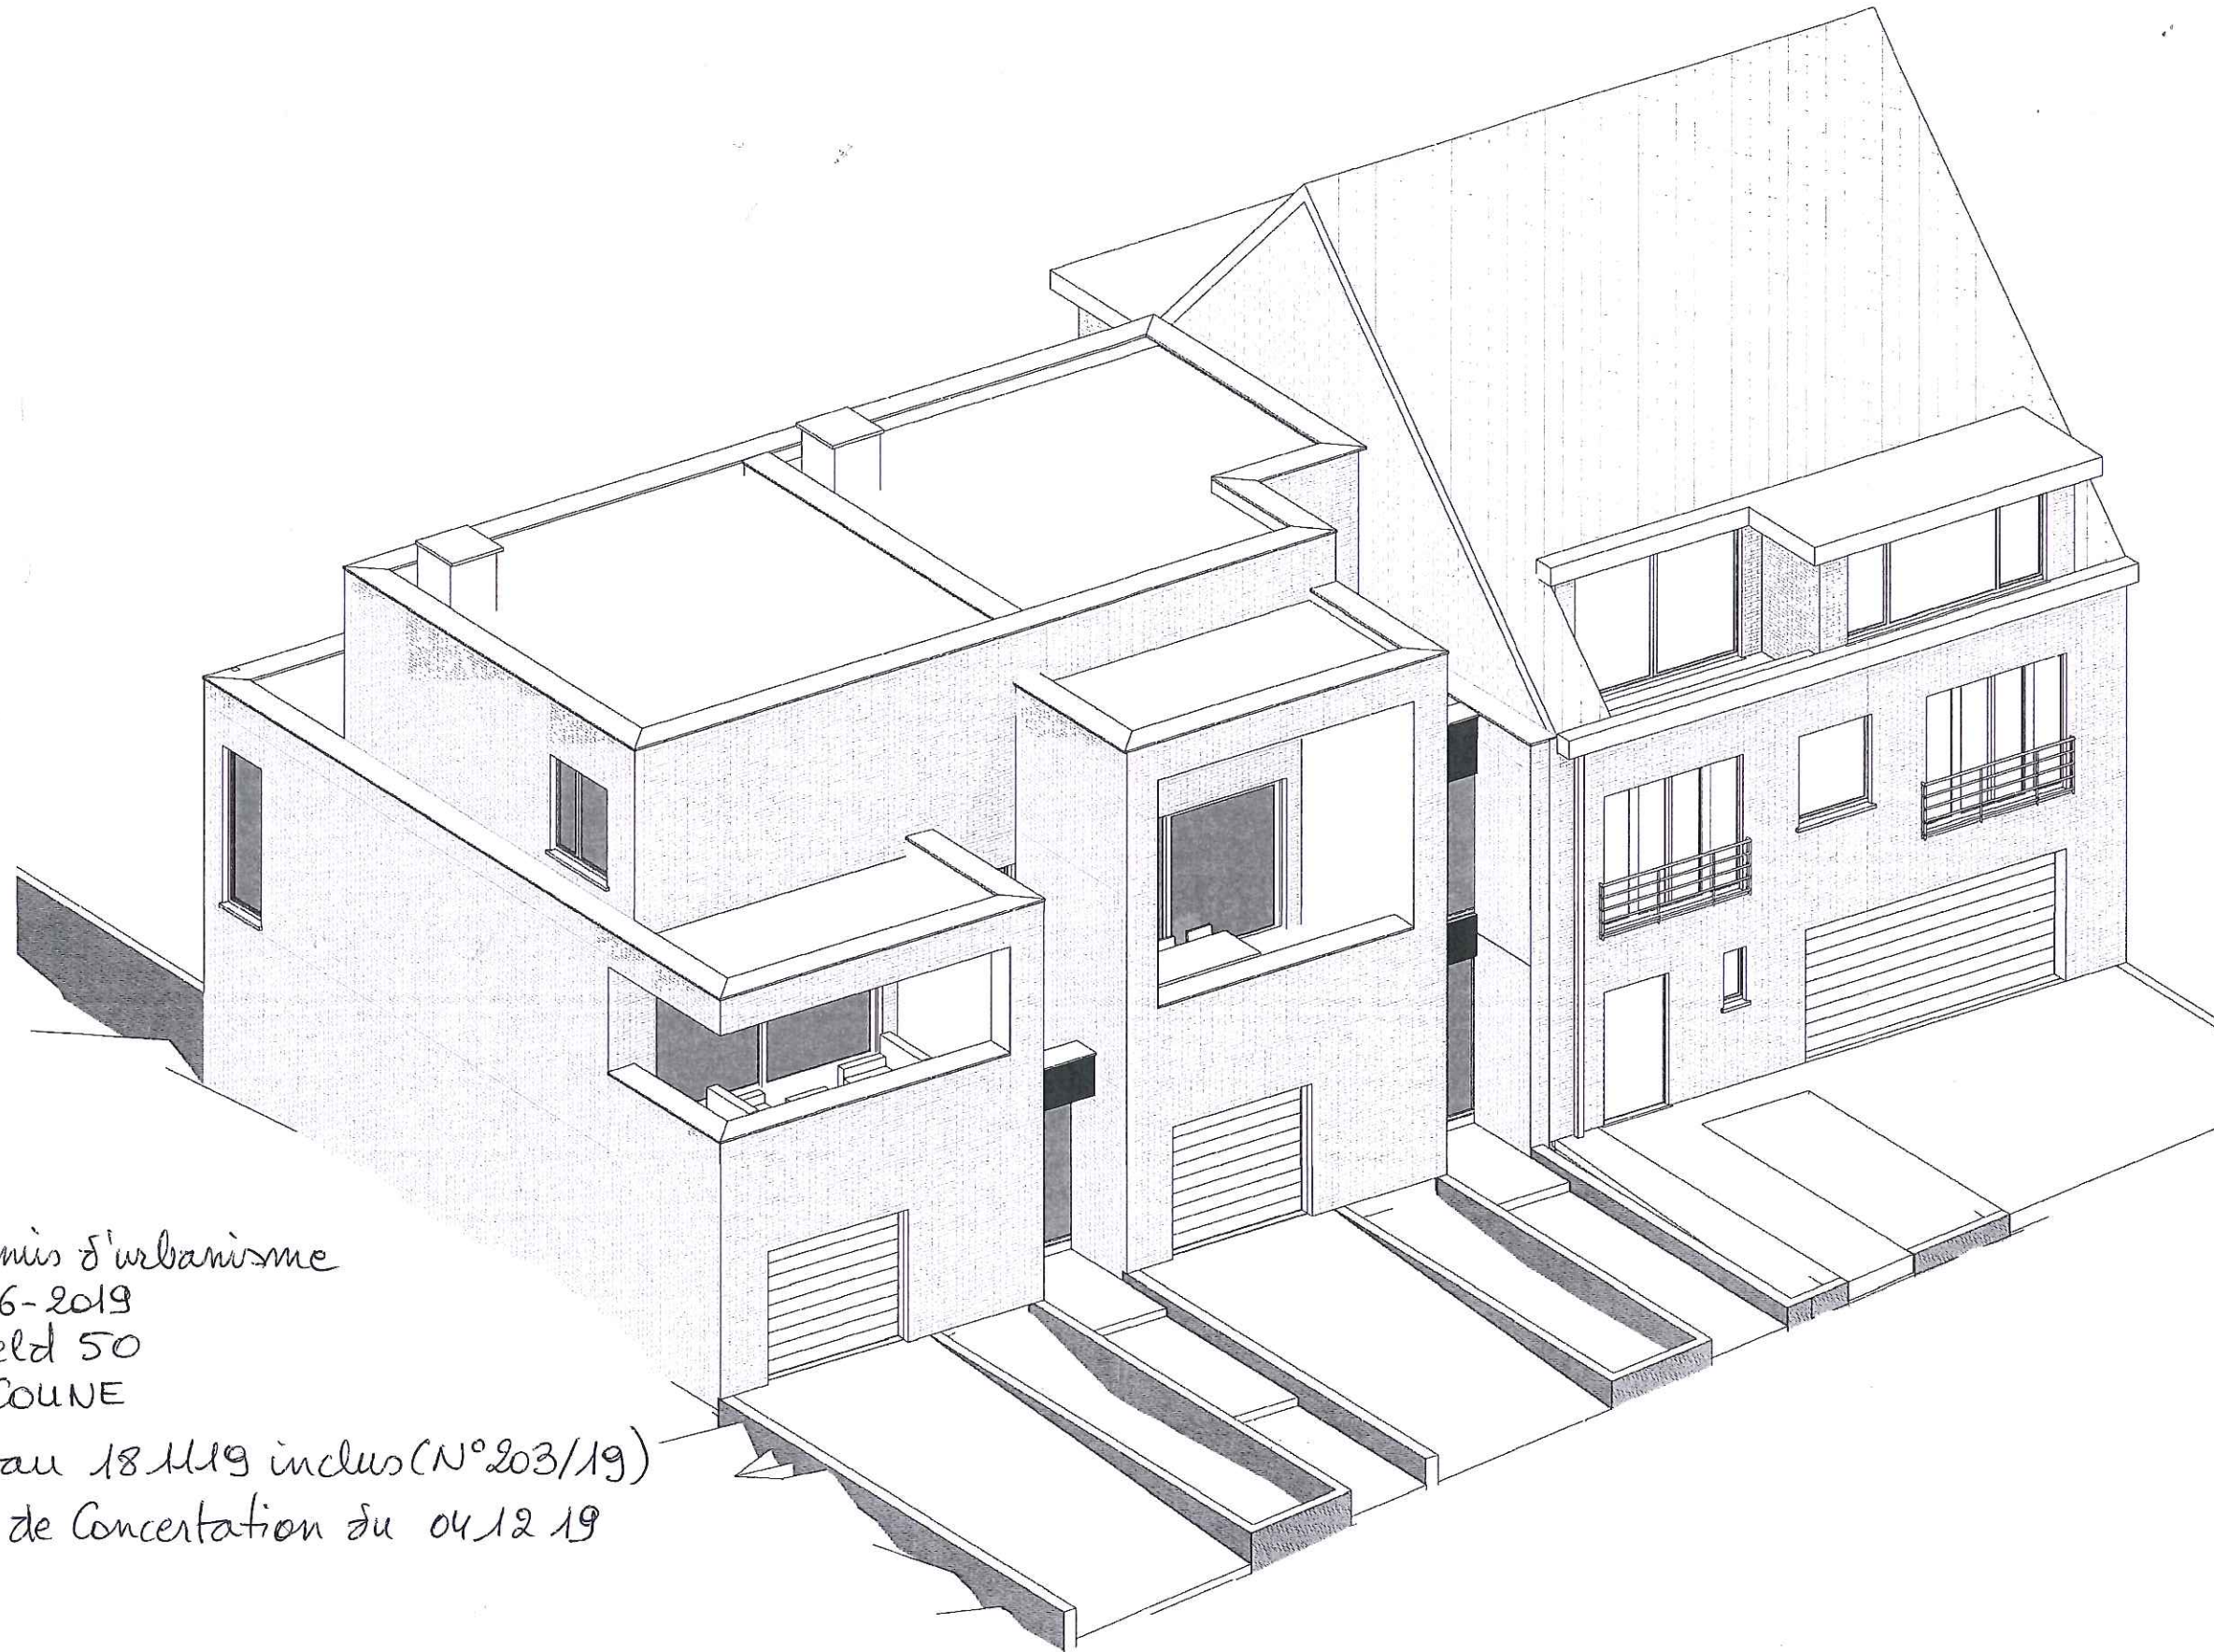 mis d'urbanisme
6-2019
eld 50
COUNE
au 18 11 19 inclus (N° 203/19)
de Concertation du 04 12 19